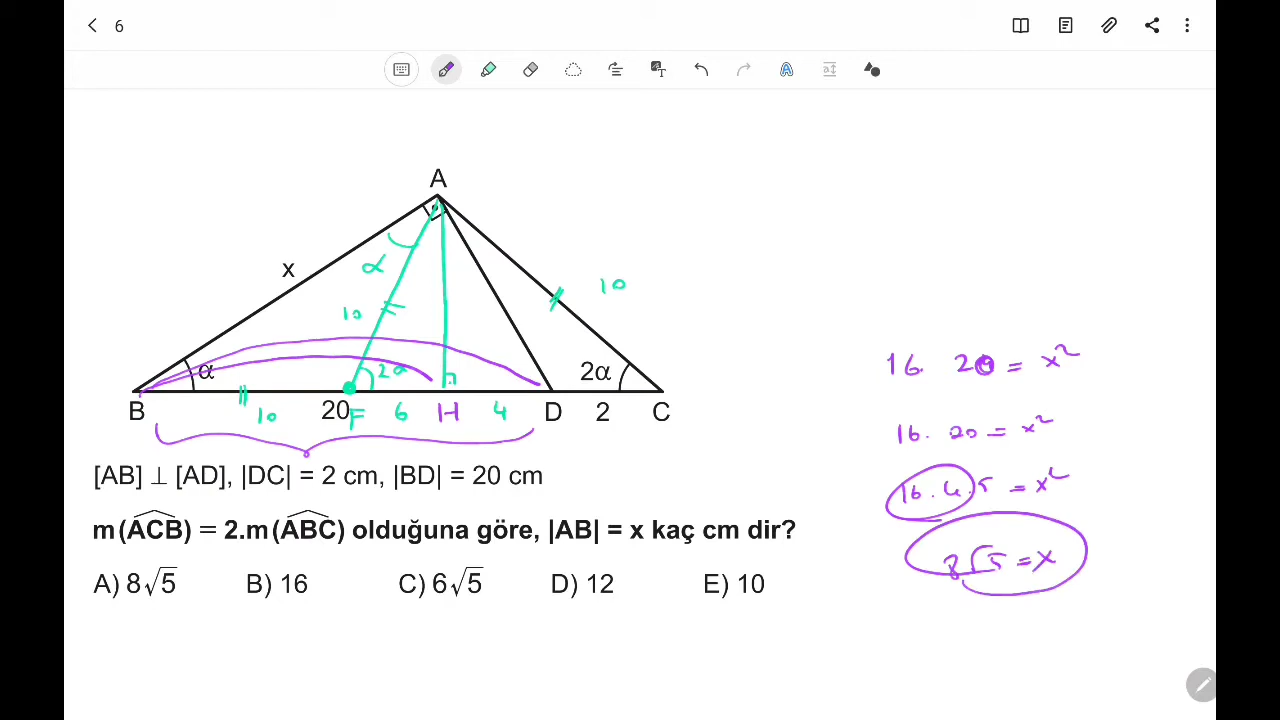 6
A
x
α
10
10
α
2α
2α
B
10
20
F
6
H
4
D
2
C
[AB] ⊥ [AD], |DC| = 2 cm, |BD| = 20 cm
m(ACB) = 2.m(ABC) olduğuna göre, |AB| = x kaç cm dir?
A) 8√5 B) 16 C) 6√5 D) 12 E) 10
16. 20 = x²
16. 20 = x²
16.4.5 = x²
8√5 = x